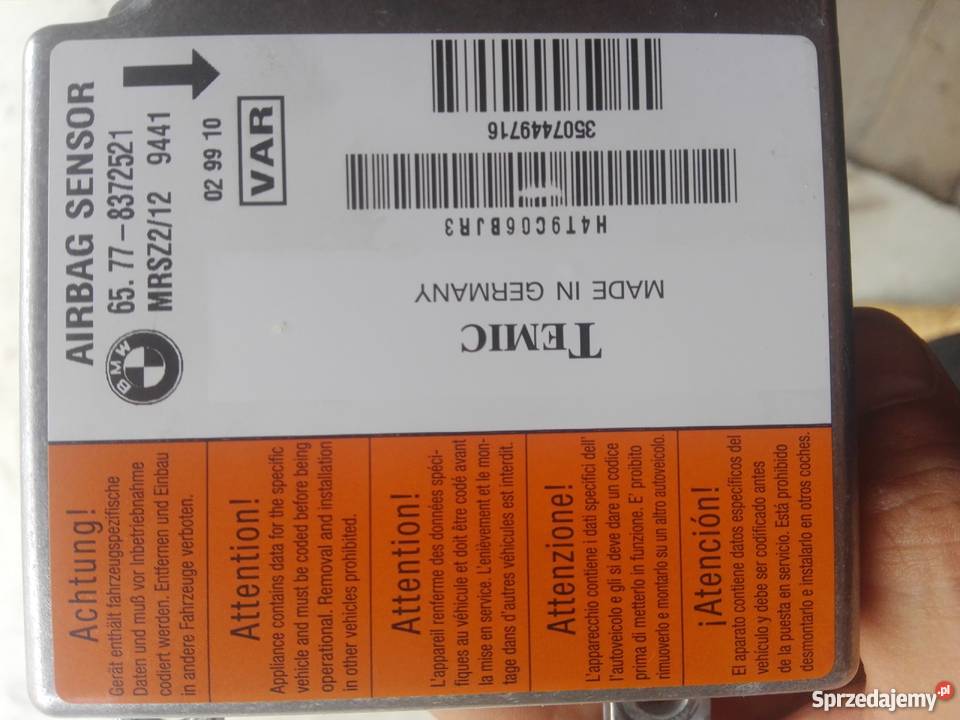 AIRBAG SENSOR
BMW
65. 77 - 8372521
MRSZ2/12 9441
02 99 10
VAR
3507449716
H4T9C06BJR3
MADE IN GERMANY
TEMIC
Achtung!
Gerät enthält fahrzeugspezifische
Daten und muß vor Inbetriebnahme
codiert werden. Entfernen und Einbau
in andere Fahrzeuge verboten.
Attention!
Appliance contains data for the specific
vehicle and must be coded before being
operational. Removal and installation
in other vehicles prohibited.
Attention!
L'appareil renferme des données spéci-
fiques au véhicule et doit être codé avant
la mise en service. L'enièvement et le mon-
tage dans d'autres véhicules est interdit.
Attenzione!
L'apparecchio contiene i dati specifici dell'
l'autoveicolo e gli si deve dare un codice
prima di metterlo in funzione. E' proibito
rimuoverlo e montarlo su un altro autoveicolo.
¡Atención!
El aparato contiene datos específicos del
vehículo y debe ser codificado antes
de la puesta en servicio. Está prohibido
desmontarlo e instalarlo en otros coches.
Sprzedajemy.pl